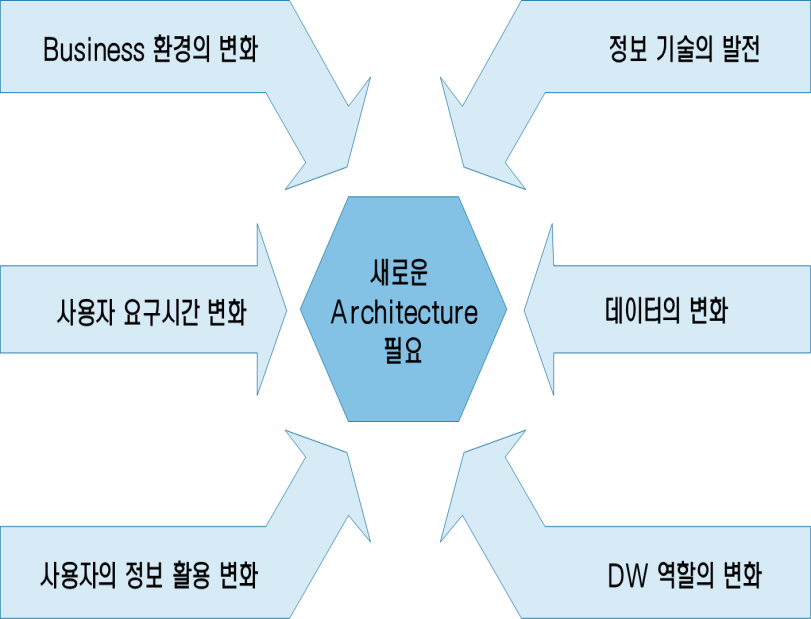 Business 환경의 변화
정보 기술의 발전
사용자 요구시간 변화
새로운
Architecture
필요
데이터의 변화
사용자의 정보 활용 변화
DW 역할의 변화